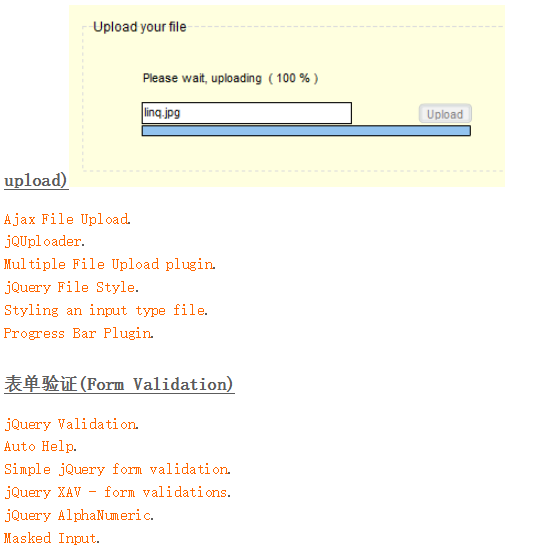 Upload your file
Please wait, uploading ( 100 % )
linq.jpg
Upload
upload)
Ajax File Upload.
jQUploader.
Multiple File Upload plugin.
jQuery File Style.
Styling an input type file.
Progress Bar Plugin.
表单验证(Form Validation)
jQuery Validation.
Auto Help.
Simple jQuery form validation.
jQuery XAV - form validations.
jQuery AlphaNumeric.
Masked Input.